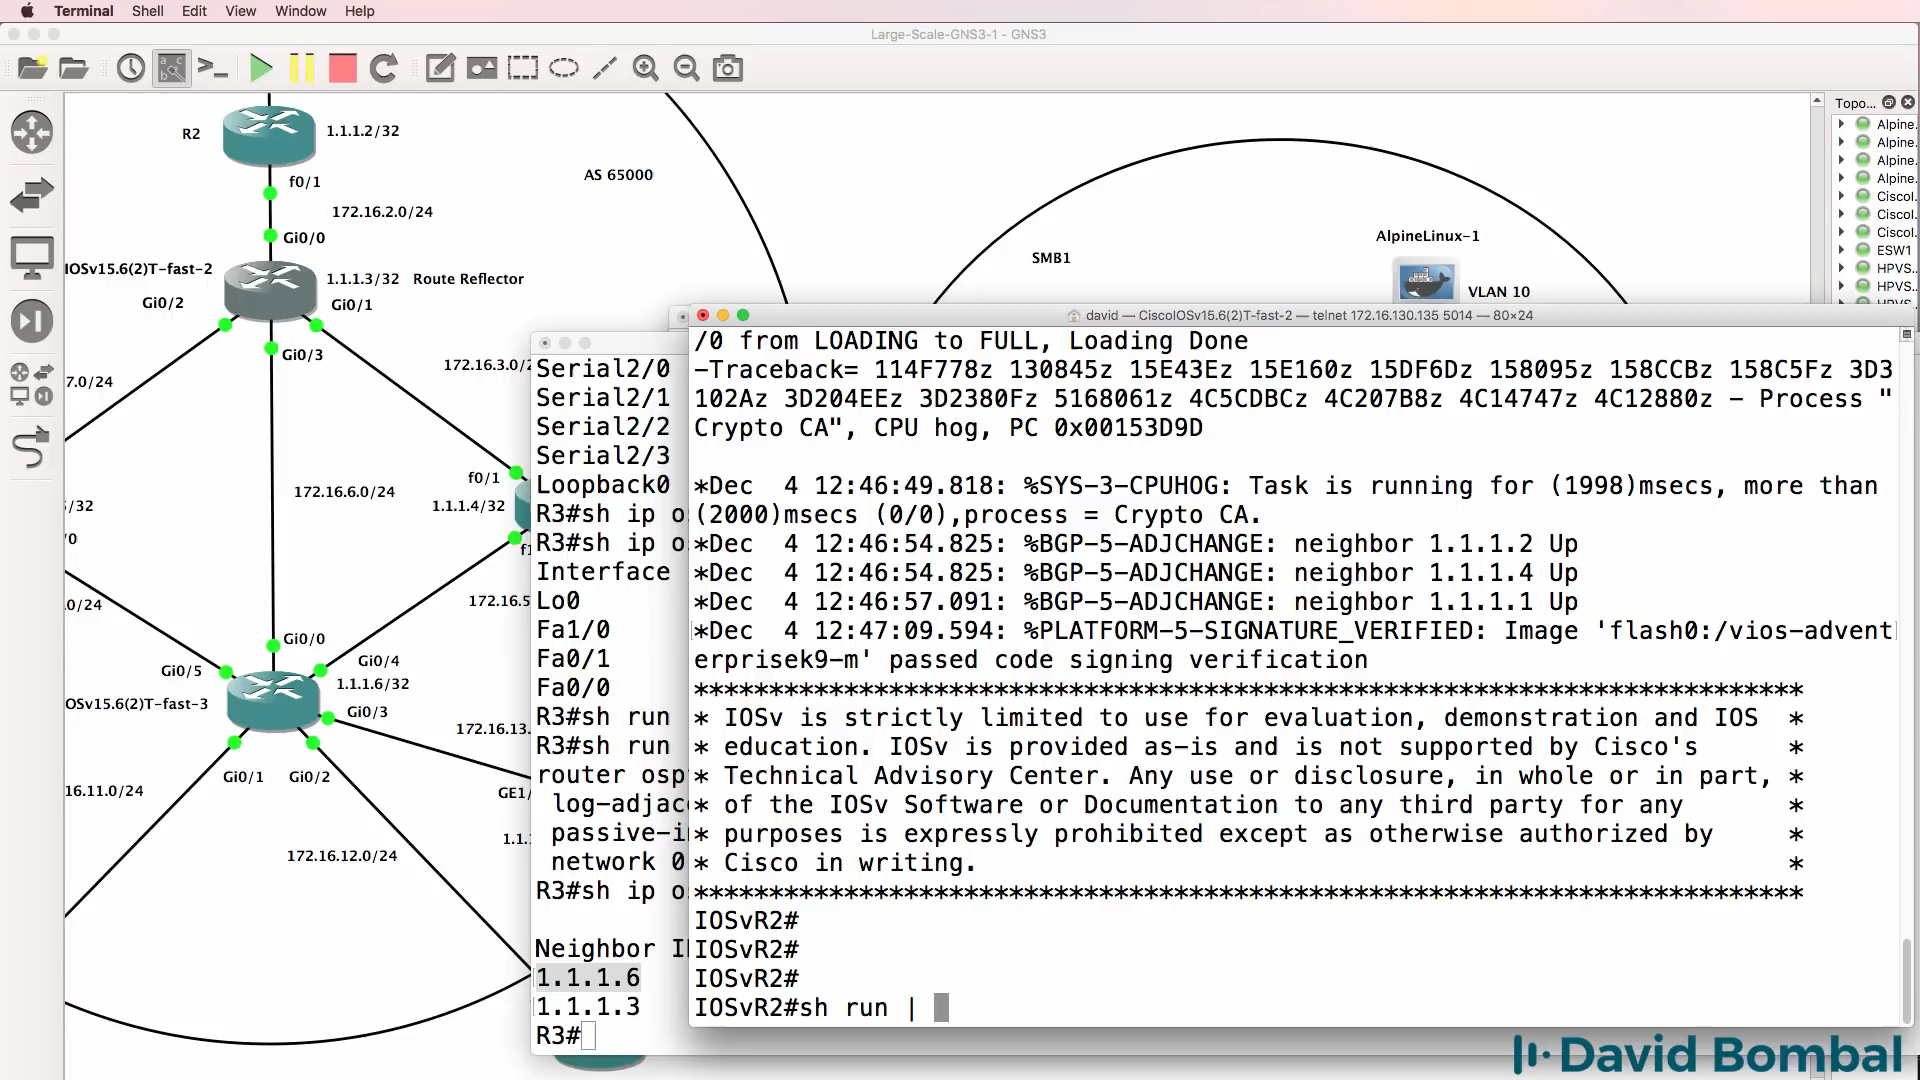 Terminal Shell Edit View Window Help
Large-Scale-GNS3-1 - GNS3
Topo...
R2
1.1.1.2/32
f0/1
AS 65000
172.16.2.0/24
Gi0/0
IOSv15.6(2)T-fast-2
1.1.1.3/32 Route Reflector
Gi0/2
Gi0/1
Gi0/3
7.0/24
172.16.3.0/2
f0/1
172.16.6.0/24
1.1.1.4/32
/32
/0
f1
.0/24
172.16.5
Gi0/0
Gi0/5
Gi0/4
1.1.1.6/32
OSv15.6(2)T-fast-3
Gi0/3
172.16.13.
Gi0/1
Gi0/2
16.11.0/24
GE1/
1.1.
172.16.12.0/24
SMB1
AlpineLinux-1
VLAN 10
Alpine.
Alpine.
Alpine.
Alpine.
Ciscol.
Ciscol.
Ciscol.
ESW1
HPVS.
HPVS.
Serial2/0
Serial2/1
Serial2/2
Serial2/3
Loopback0
R3#sh ip os
R3#sh ip os
Interface
Lo0
Fa1/0
Fa0/1
Fa0/0
R3#sh run
R3#sh run
router osp
log-adjace
passive-in
network 0
R3#sh ip os
Neighbor ID
1.1.1.6
1.1.1.3
R3#
david — CiscoIOSv15.6(2)T-fast-2 — telnet 172.16.130.135 5014 — 80×24
/0 from LOADING to FULL, Loading Done
-Traceback= 114F778z 130845z 15E43Ez 15E160z 15DF6Dz 158095z 158CCBz 158C5Fz 3D3
102Az 3D204EEz 3D2380Fz 5168061z 4C5CDBCz 4C207B8z 4C14747z 4C12880z - Process "
Crypto CA", CPU hog, PC 0x00153D9D
*Dec  4 12:46:49.818: %SYS-3-CPUHOG: Task is running for (1998)msecs, more than
(2000)msecs (0/0),process = Crypto CA.
*Dec  4 12:46:54.825: %BGP-5-ADJCHANGE: neighbor 1.1.1.2 Up
*Dec  4 12:46:54.825: %BGP-5-ADJCHANGE: neighbor 1.1.1.4 Up
*Dec  4 12:46:57.091: %BGP-5-ADJCHANGE: neighbor 1.1.1.1 Up
*Dec  4 12:47:09.594: %PLATFORM-5-SIGNATURE_VERIFIED: Image 'flash0:/vios-advent
erprisek9-m' passed code signing verification
**************************************************************************
* IOSv is strictly limited to use for evaluation, demonstration and IOS  *
* education. IOSv is provided as-is and is not supported by Cisco's      *
* Technical Advisory Center. Any use or disclosure, in whole or in part, *
* of the IOSv Software or Documentation to any third party for any       *
* purposes is expressly prohibited except as otherwise authorized by     *
* Cisco in writing.                                                      *
**************************************************************************
IOSvR2#
IOSvR2#
IOSvR2#
IOSvR2#sh run |
David Bombal